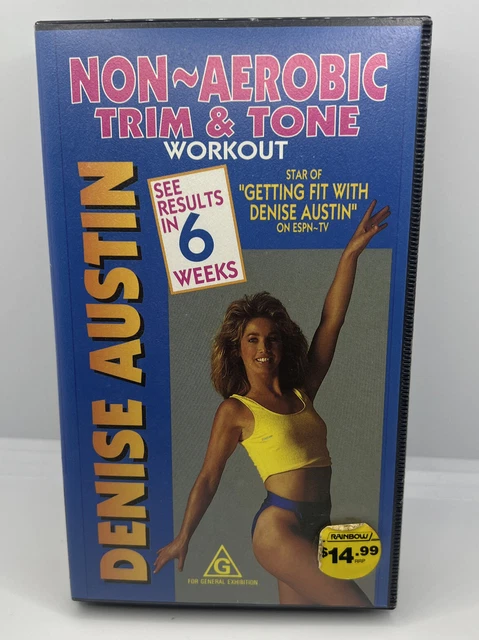 NON~AEROBIC
TRIM & TONE
WORKOUT
STAR OF
"GETTING FIT WITH
DENISE AUSTIN"
ON ESPN~TV
SEE
RESULTS
IN
6
WEEKS
DENISE AUSTIN
G
FOR GENERAL EXHIBITION
RAINBOW
$14.99
RRP